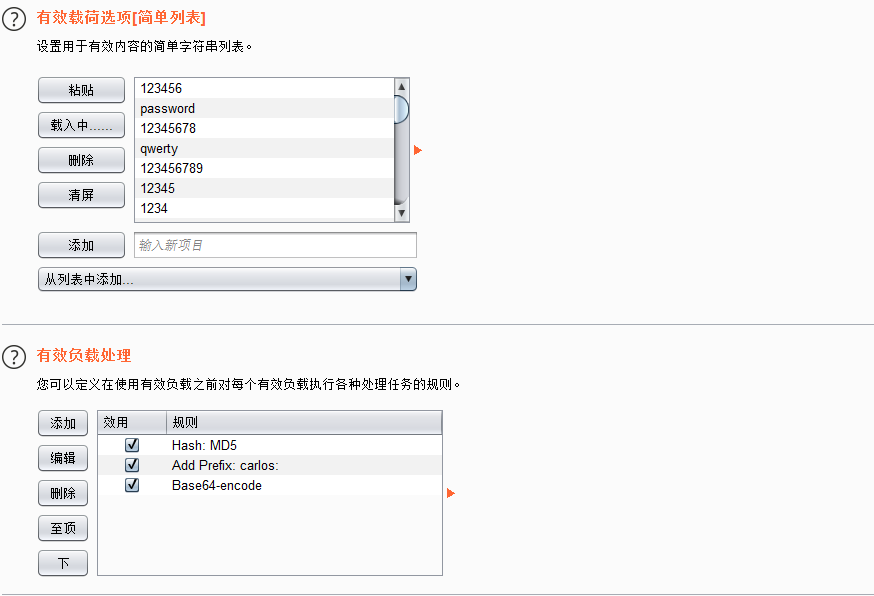 ? 有效载荷选项[简单列表]
设置用于有效内容的简单字符串列表。
粘贴
载入中......
删除
清屏
123456
password
12345678
qwerty
123456789
12345
1234
添加
输入新项目
从列表中添加...
? 有效负载处理
您可以定义在使用有效负载之前对每个有效负载执行各种处理任务的规则。
添加
编辑
删除
至顶
下
效用 规则
Hash: MD5
Add Prefix: carlos:
Base64-encode